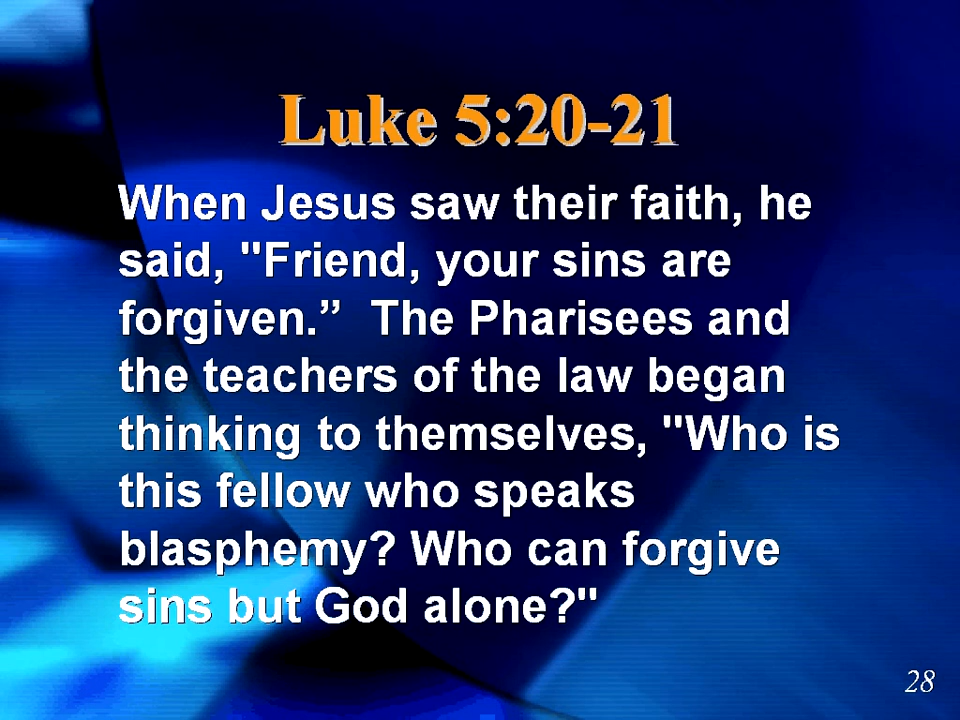 Luke 5:20-21
When Jesus saw their faith, he
said, "Friend, your sins are
forgiven.”  The Pharisees and
the teachers of the law began
thinking to themselves, "Who is
this fellow who speaks
blasphemy? Who can forgive
sins but God alone?"
28